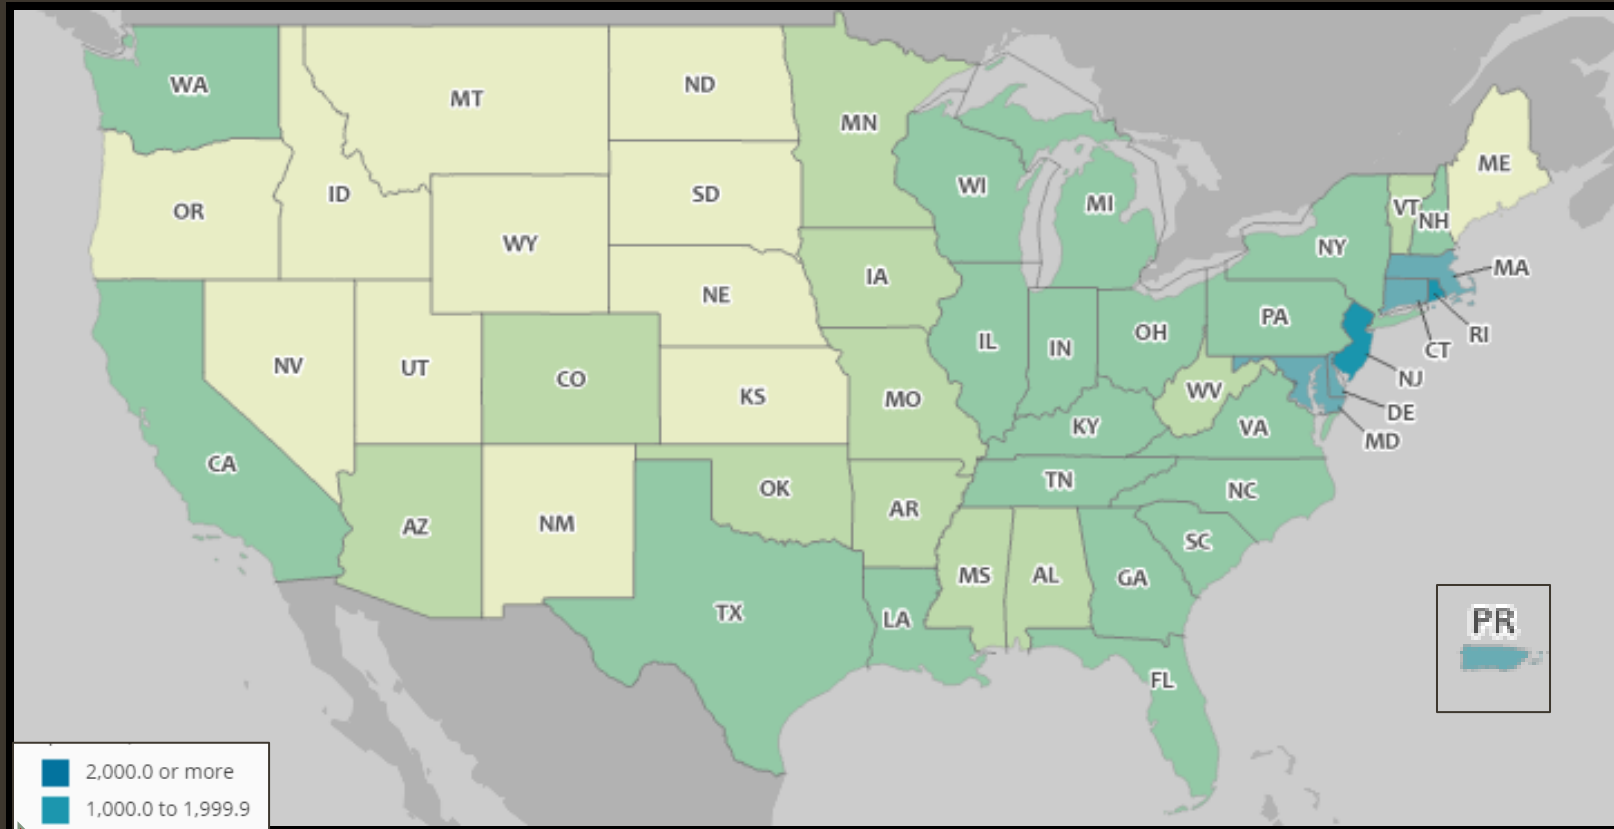 WA
MT
ND
MN
OR
ID
WY
SD
WI
MI
ME
VT
NH
NY
MA
IA
NE
NV
UT
CO
KS
MO
IL
IN
OH
PA
RI
CT
NJ
DE
MD
WV
VA
KY
CA
AZ
NM
OK
AR
TN
NC
SC
MS
AL
GA
TX
LA
FL
PR
2,000.0 or more
1,000.0 to 1,999.9